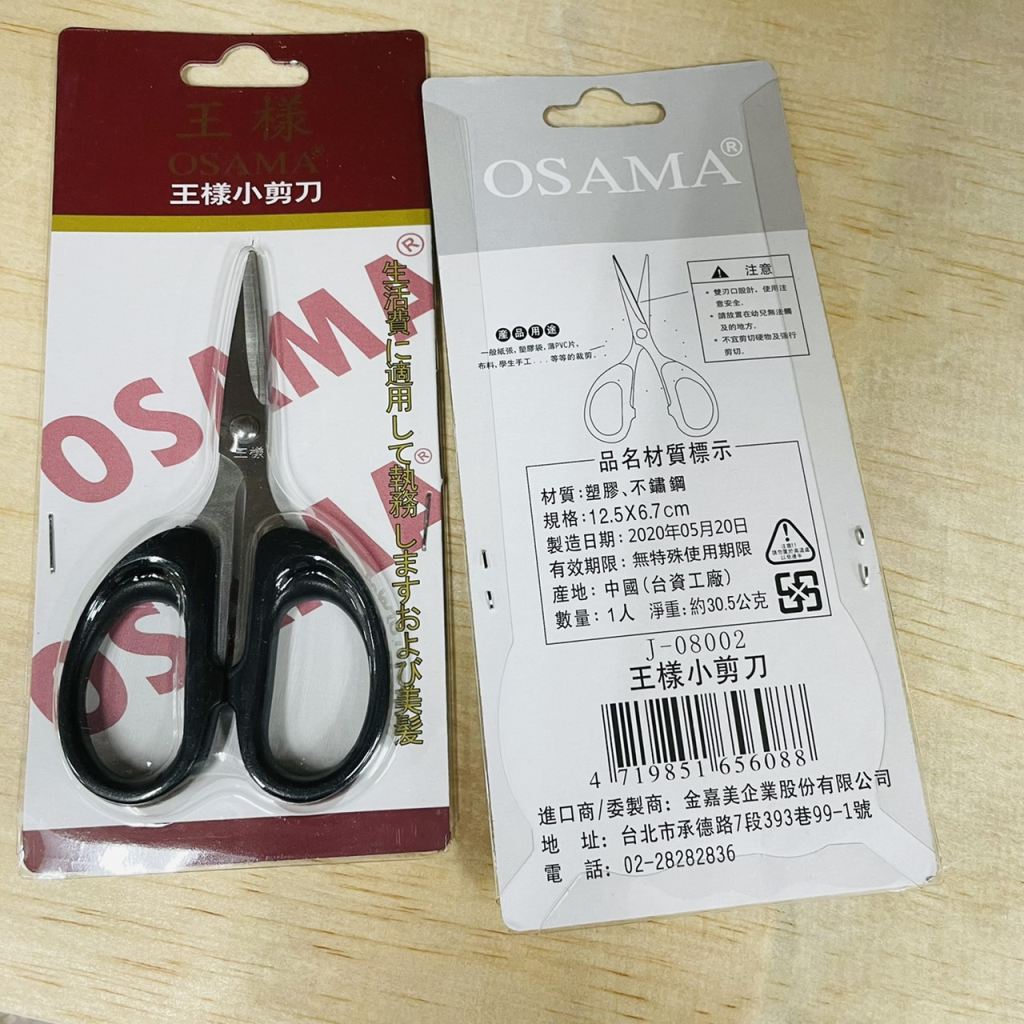 王樣
OSAMA®
王樣小剪刀
OSAMA®
OSAMA®
生活費に適用して執務しますおよび美髪
王樣
OSAMA®
注意
• 雙刃口設計，使用注
意安全.
• 請放置在幼兒無法觸
及的地方.
• 不宜剪切硬物及強行
剪切.
產品用途
一般紙張,塑膠袋,薄PVC片,
布料,學生手工...等等的裁剪.
品名材質標示
材質:塑膠、不鏽鋼
規格:12.5X6.7cm
製造日期: 2020年05月20日
有效期限: 無特殊使用期限
產地: 中國(台資工廠)
數量: 1入 淨重:約30.5公克
注意!!
J-08002
王樣小剪刀
4 719851 656088
進口商/委製商: 金嘉美企業股份有限公司
地 址: 台北市承德路7段393巷99-1號
電 話: 02-28282836